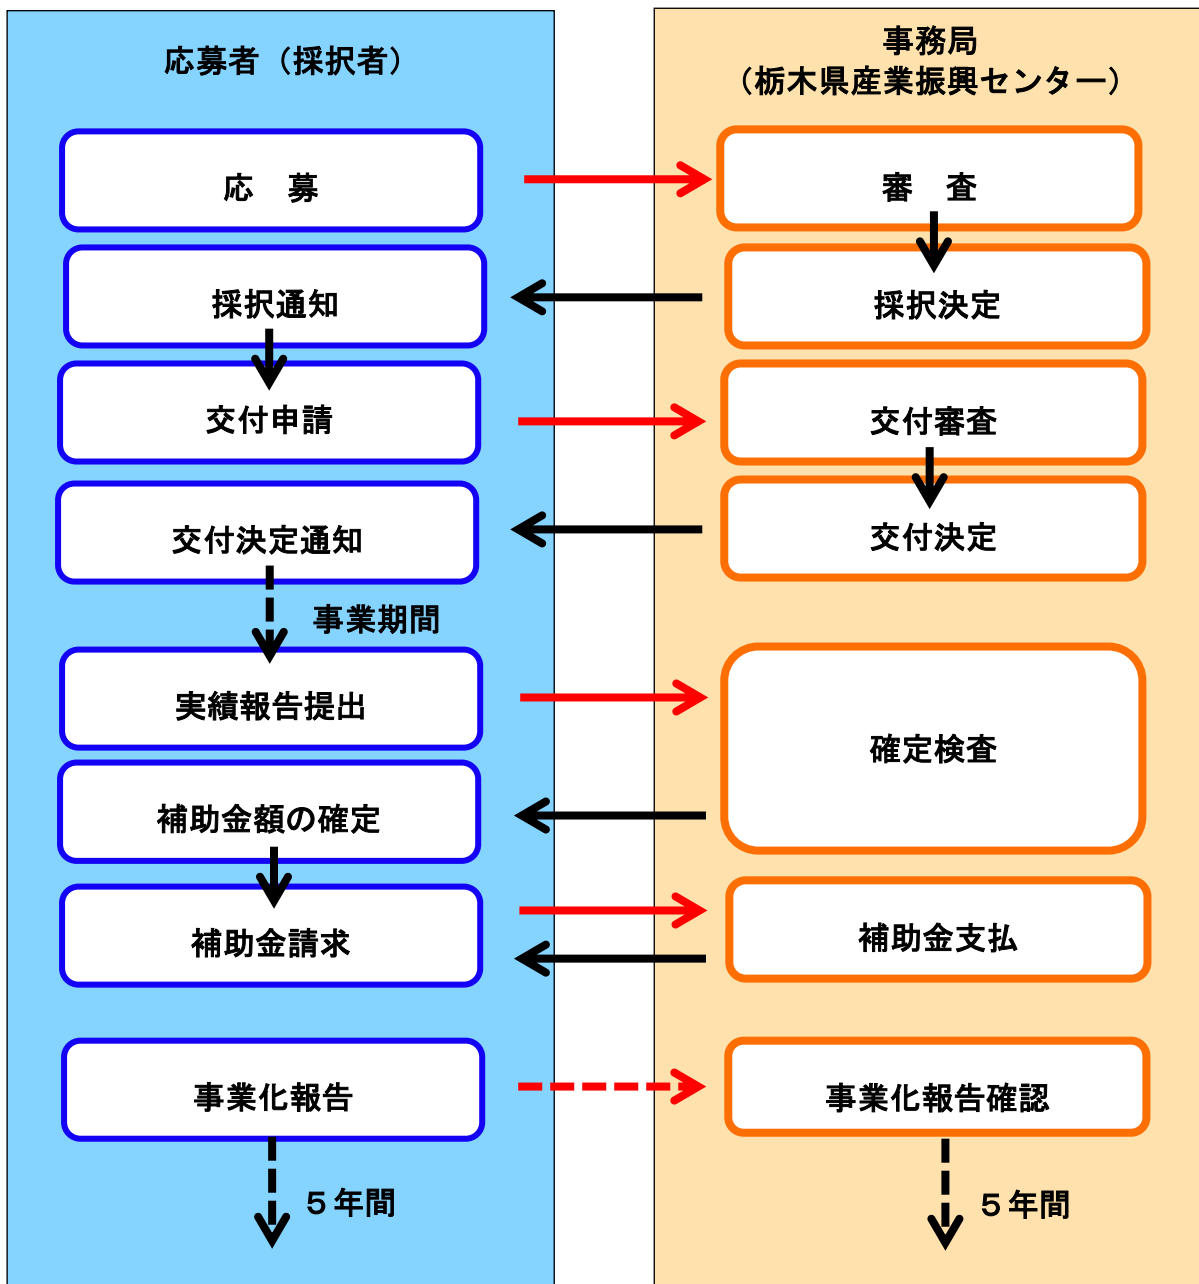 応募者（採択者）
事務局
（栃木県産業振興センター）
応　募
審　査
採択通知
採択決定
交付申請
交付審査
交付決定通知
交付決定
事業期間
実績報告提出
確定検査
補助金額の確定
補助金請求
補助金支払
事業化報告
事業化報告確認
５年間
５年間